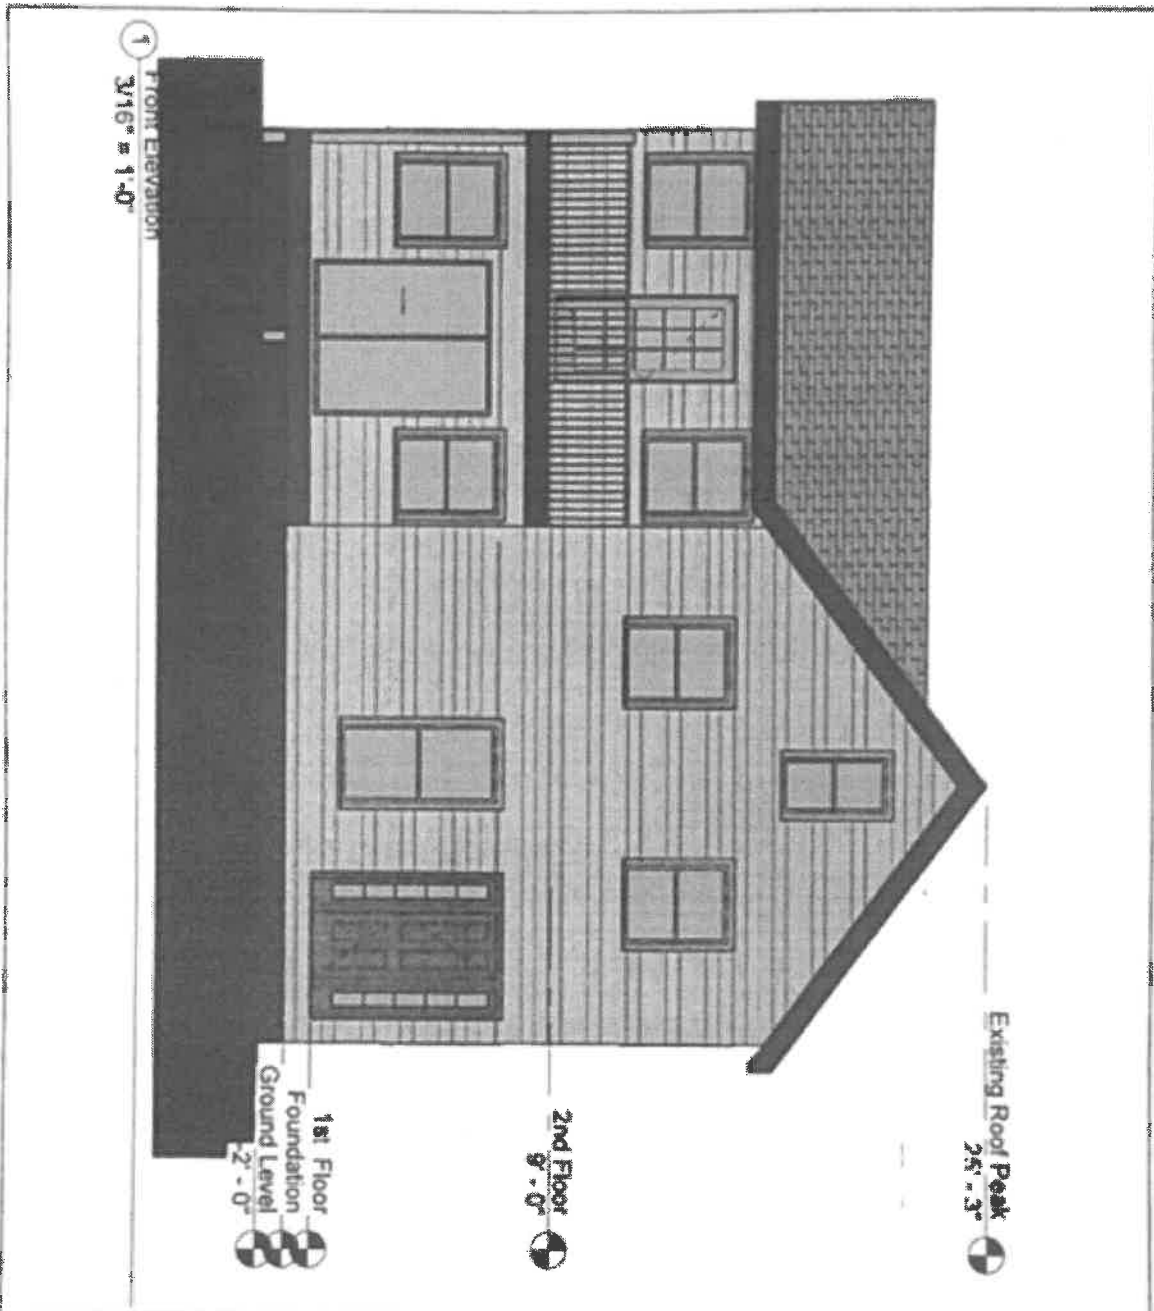 Existing Roof Peak
25' - 3"
2nd Floor
9' - 0"
1st Floor
Foundation
Ground Level
-2' - 0"
1
Front Elevation
3/16" = 1'-0"